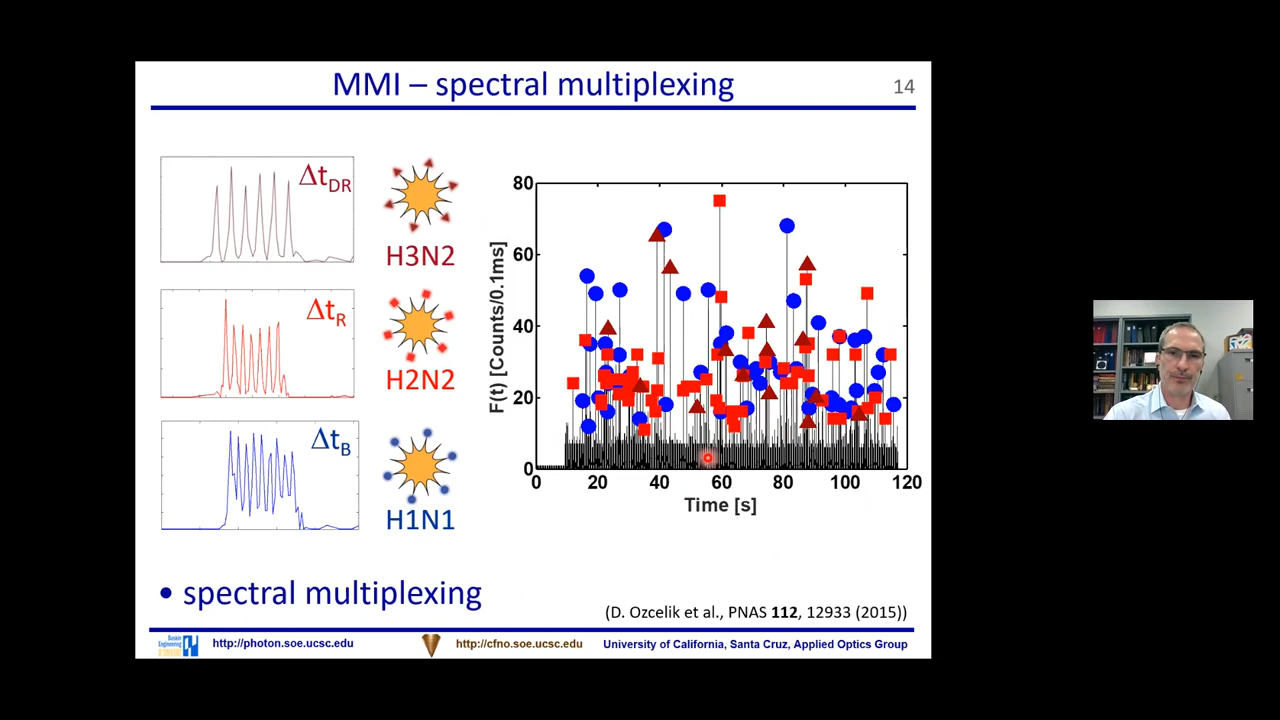 MMI – spectral multiplexing
14
Δt_DR
H3N2
Δt_R
H2N2
Δt_B
H1N1
F(t) [Counts/0.1ms]
80
60
40
20
0
0 20 40 60 80 100 120
Time [s]
• spectral multiplexing
(D. Ozcelik et al., PNAS 112, 12933 (2015))
Baskin
Engineering
http://photon.soe.ucsc.edu
http://cfno.soe.ucsc.edu
University of California, Santa Cruz, Applied Optics Group